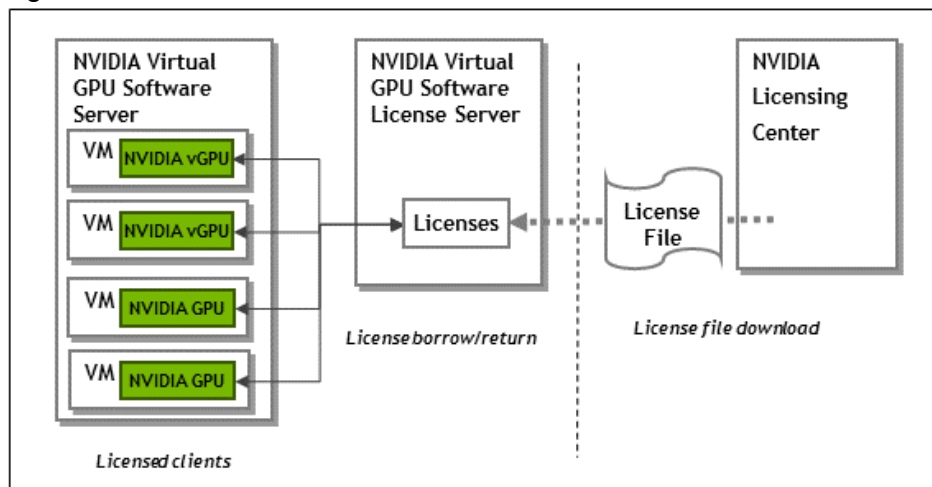 NVIDIA Virtual
GPU Software
Server
VM NVIDIA vGPU
VM NVIDIA vGPU
VM NVIDIA GPU
VM NVIDIA GPU
Licensed clients
NVIDIA Virtual
GPU Software
License Server
Licenses
License borrow/return
License
File
License file download
NVIDIA
Licensing
Center